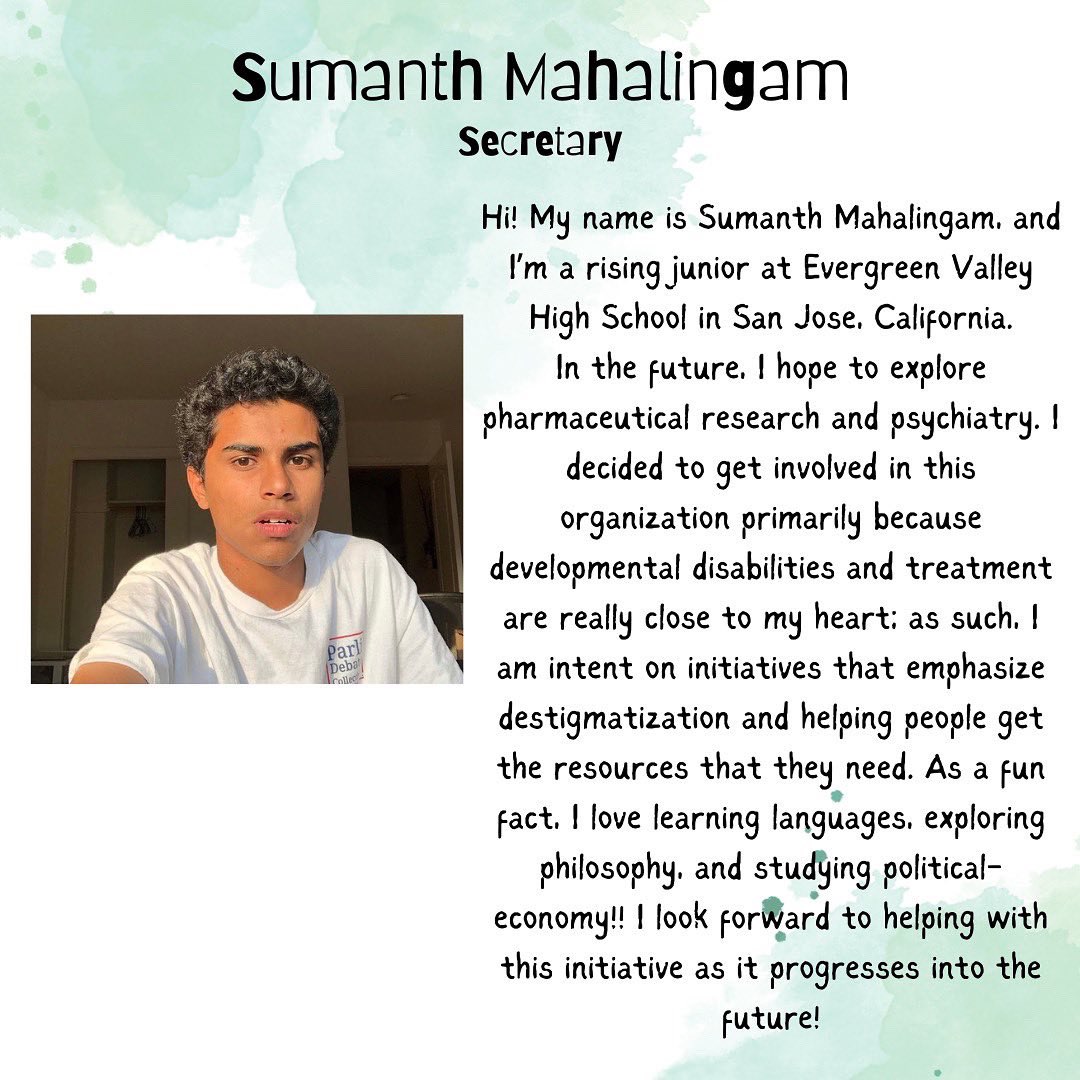 Sumanth Mahalingam
Secretary
Hi! My name is Sumanth Mahalingam, and
I'm a rising junior at Evergreen Valley
High School in San Jose, California.
In the future, I hope to explore
pharmaceutical research and psychiatry. I
decided to get involved in this
organization primarily because
developmental disabilities and treatment
are really close to my heart; as such, I
am intent on initiatives that emphasize
destigmatization and helping people get
the resources that they need. As a fun
fact, I love learning languages, exploring
philosophy, and studying political-
economy!! I look forward to helping with
this initiative as it progresses into the
future!
Parli